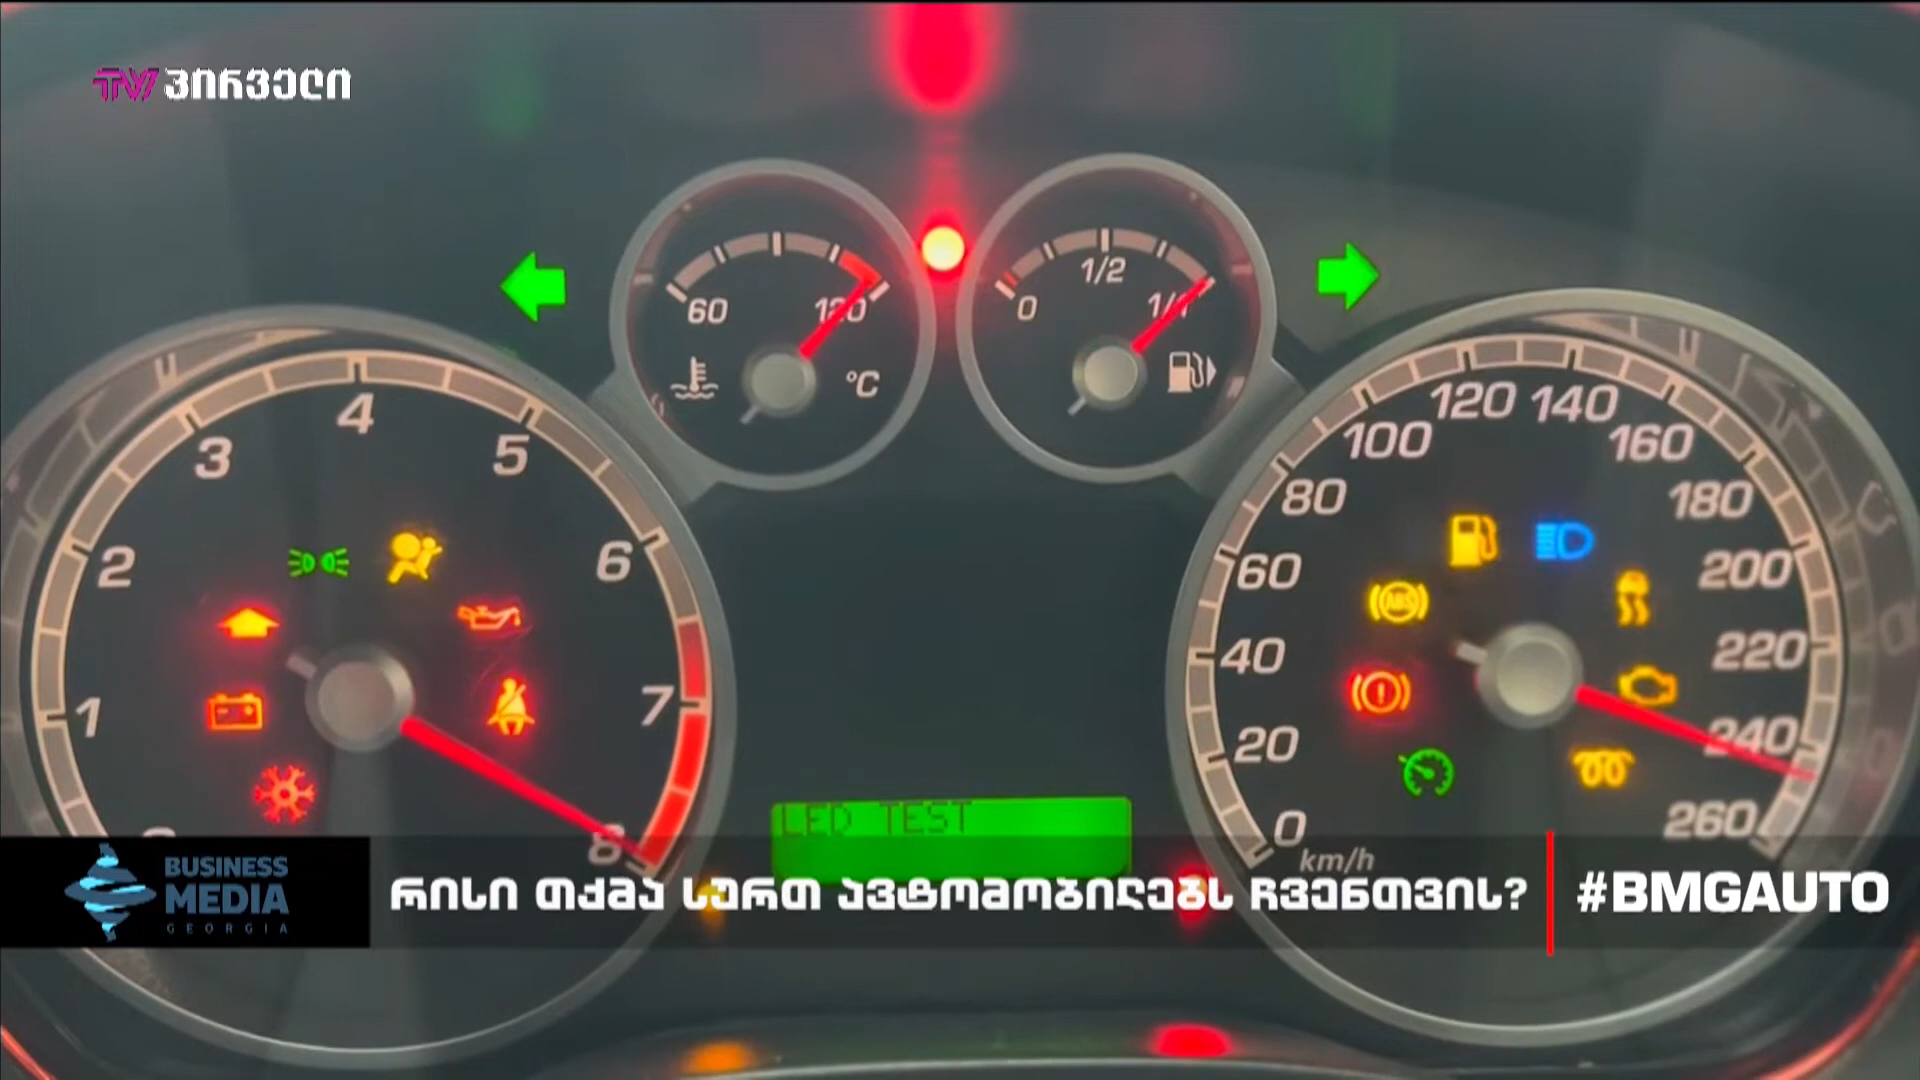 TV ᲞᲘᲠᲕᲔᲚᲘ
60
120
°C
0
1/2
1/1
1
2
3
4
5
6
7
8
ABS
0
20
40
60
80
100
120
140
160
180
200
220
240
260
km/h
LED TEST
BUSINESS
MEDIA
GEORGIA
ᲠᲘᲡᲘ ᲗᲥᲛᲐ ᲡᲣᲠᲗ ᲐᲕᲢᲝᲛᲝᲑᲘᲚᲔᲑᲡ ᲩᲕᲔᲜᲗᲕᲘᲡ?
#BMGAUTO